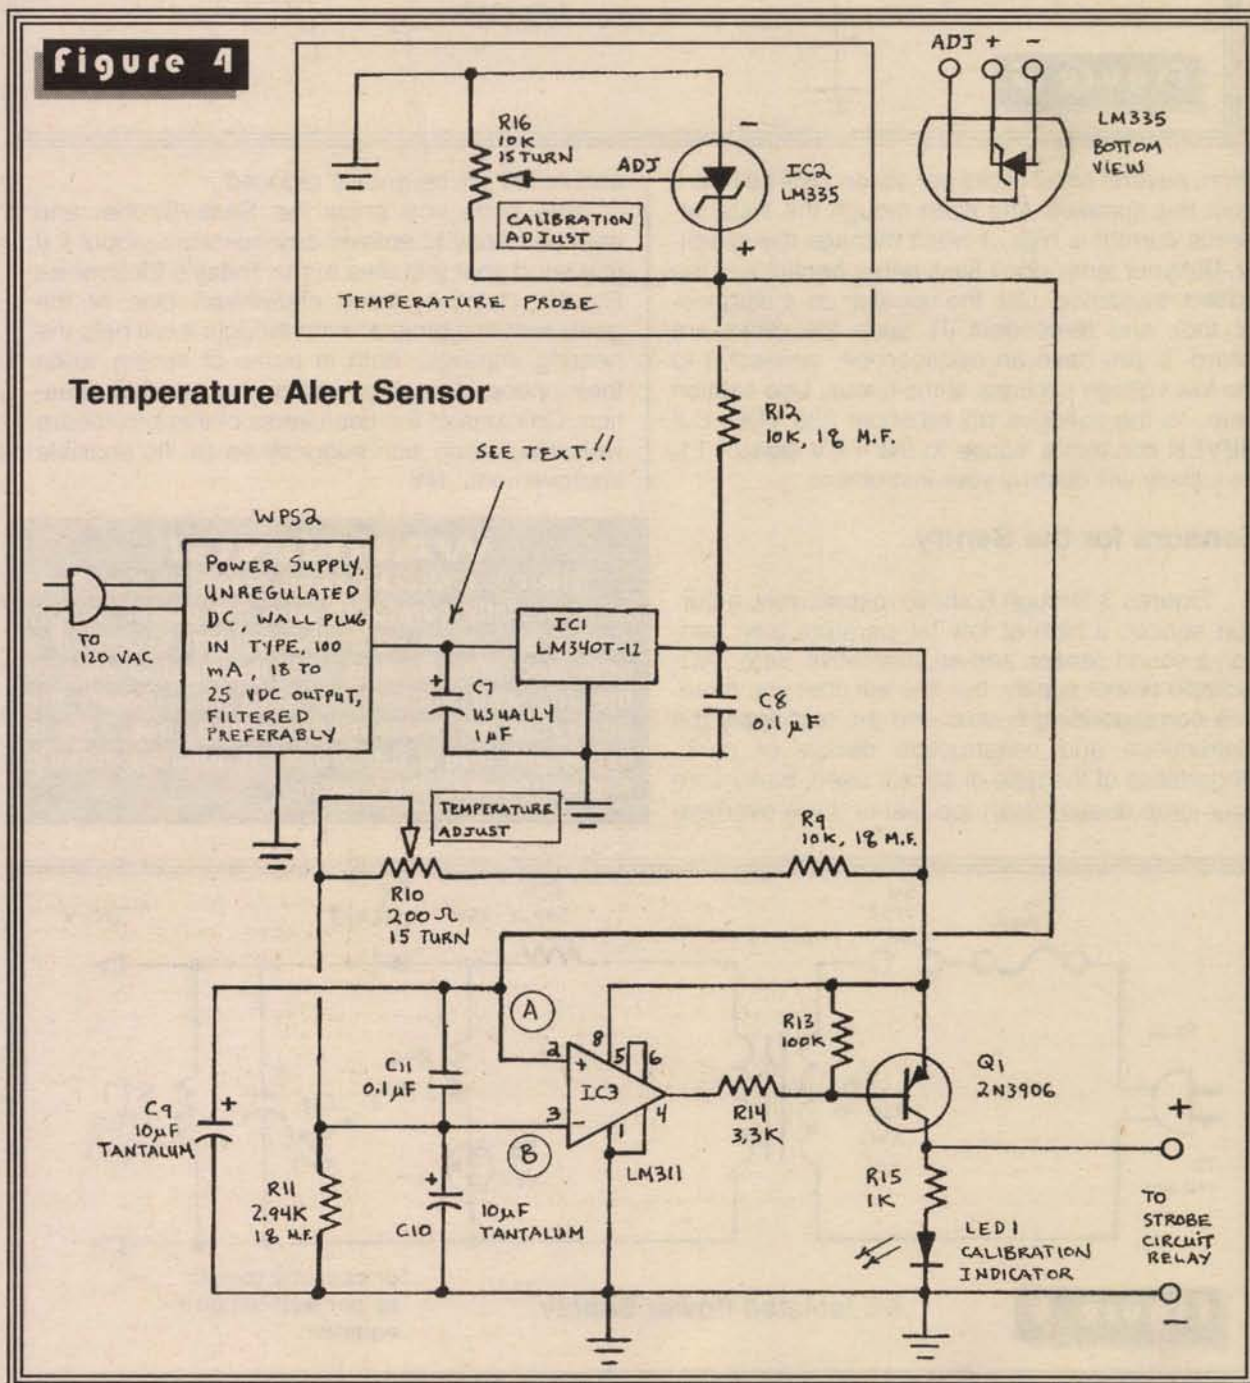 Figure 4
ADJ + -
LM335
BOTTOM
VIEW
R16
10K
15 TURN
ADJ
-
IC2
LM335
CALIBRATION
ADJUST
+
TEMPERATURE PROBE
Temperature Alert Sensor
R12
10K, 1% M.F.
SEE TEXT!!
WPS2
POWER SUPPLY,
UNREGULATED
DC, WALL PLUG
IN TYPE, 100
mA, 18 TO
25 VDC OUTPUT,
FILTERED
PREFERABLY
TO
120 VAC
IC1
LM340T-12
+
C7
USUALLY
1µF
C8
0.1µF
TEMPERATURE
ADJUST
R9
10K, 1% M.F.
R10
200Ω
15 TURN
A
R13
100K
2
+
8
5
6
IC3
3
-
1
4
B
LM311
C11
0.1µF
R14
3.3K
Q1
2N3906
+
C9
10µF
TANTALUM
R11
2.94K
1% M.F.
+
C10
10µF
TANTALUM
R15
1K
LED1
CALIBRATION
INDICATOR
+
TO
STROBE
CIRCUIT
RELAY
-